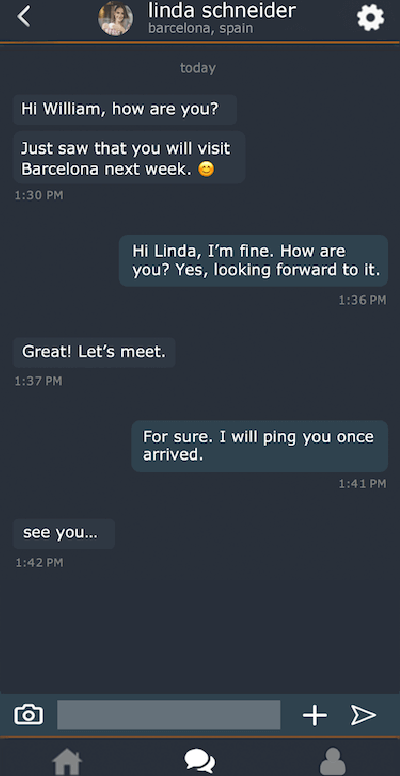 linda schneider
barcelona, spain
today
Hi William, how are you?
Just saw that you will visit
Barcelona next week. 😊
1:30 PM
Hi Linda, I’m fine. How are
you? Yes, looking forward to it.
1:36 PM
Great! Let’s meet.
1:37 PM
For sure. I will ping you once
arrived.
1:41 PM
see you...
1:42 PM